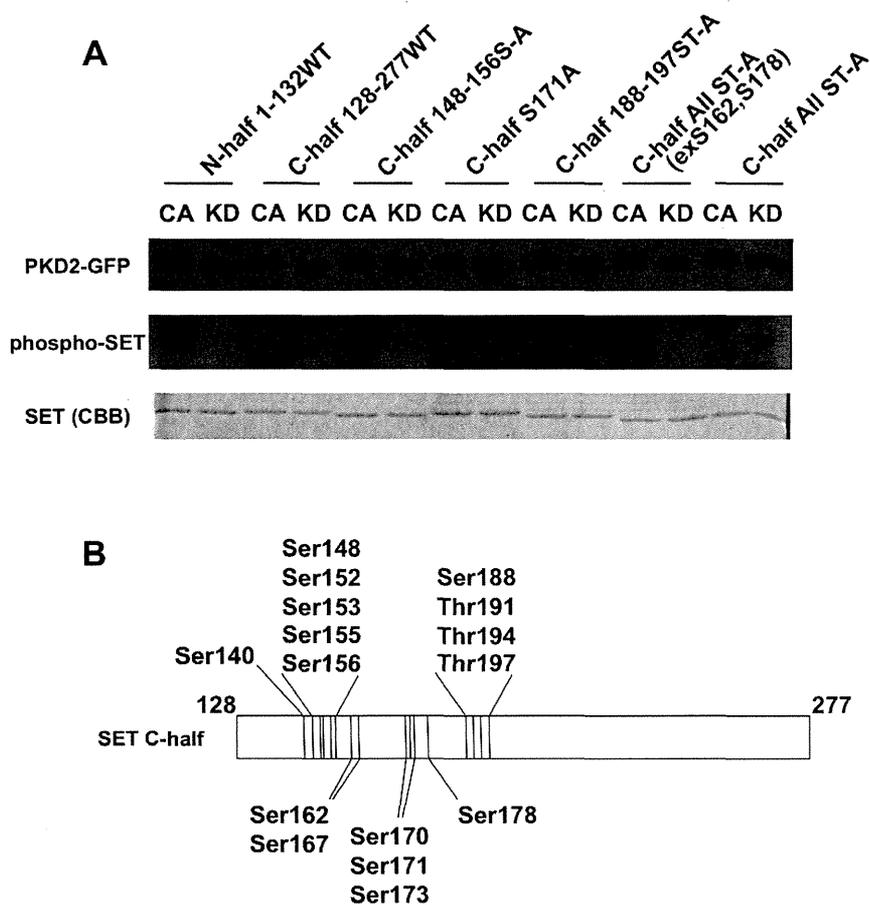 A
N-half 1-132WT
C-half 128-277WT
C-half 148-156S-A
C-half S171A
C-half 188-197ST-A
C-half All ST-A
(exS162,S178)
C-half All ST-A
CA KD CA KD CA KD CA KD CA KD CA KD CA KD
PKD2-GFP
phospho-SET
SET (CBB)
B
Ser148
Ser152
Ser153
Ser155
Ser156
Ser188
Thr191
Thr194
Thr197
Ser140
128
277
SET C-half
Ser162
Ser167
Ser170
Ser171
Ser173
Ser178